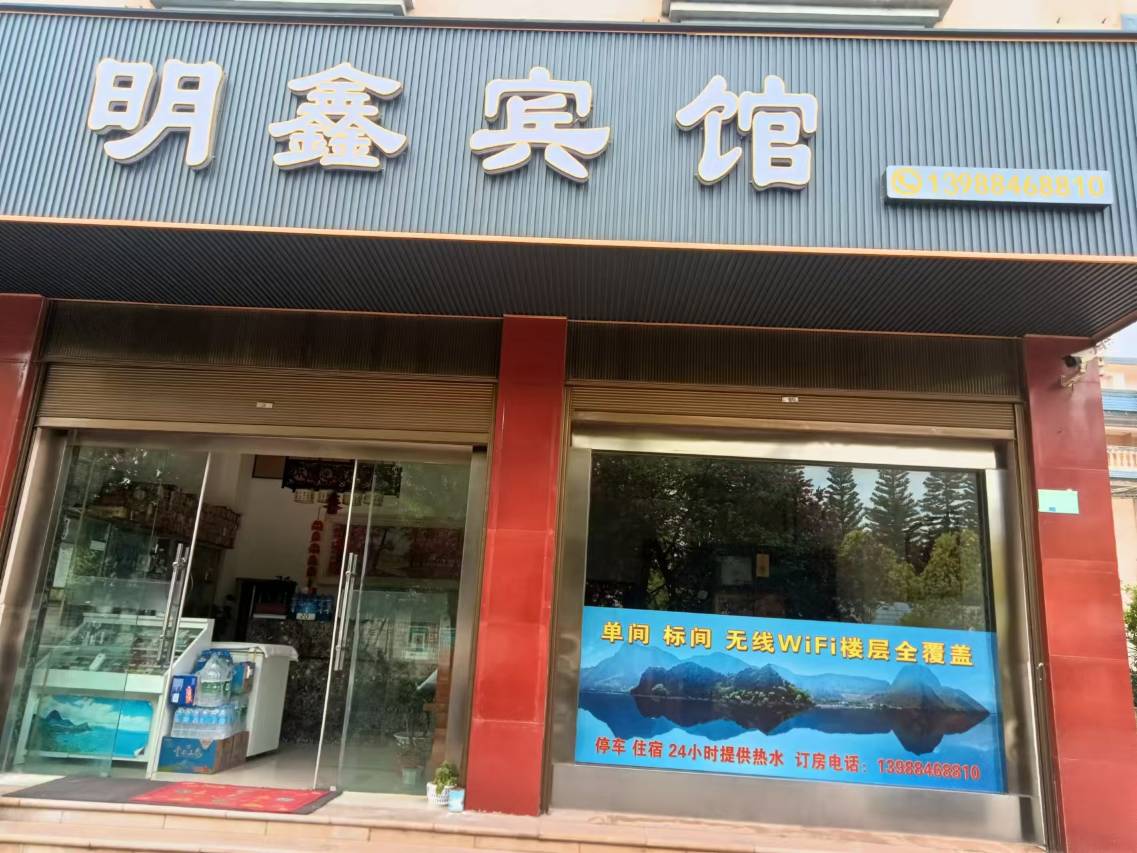 明鑫宾馆
13988468810
单间 标间 无线WiFi楼层全覆盖
停车 住宿 24小时提供热水 订房电话：13988468810